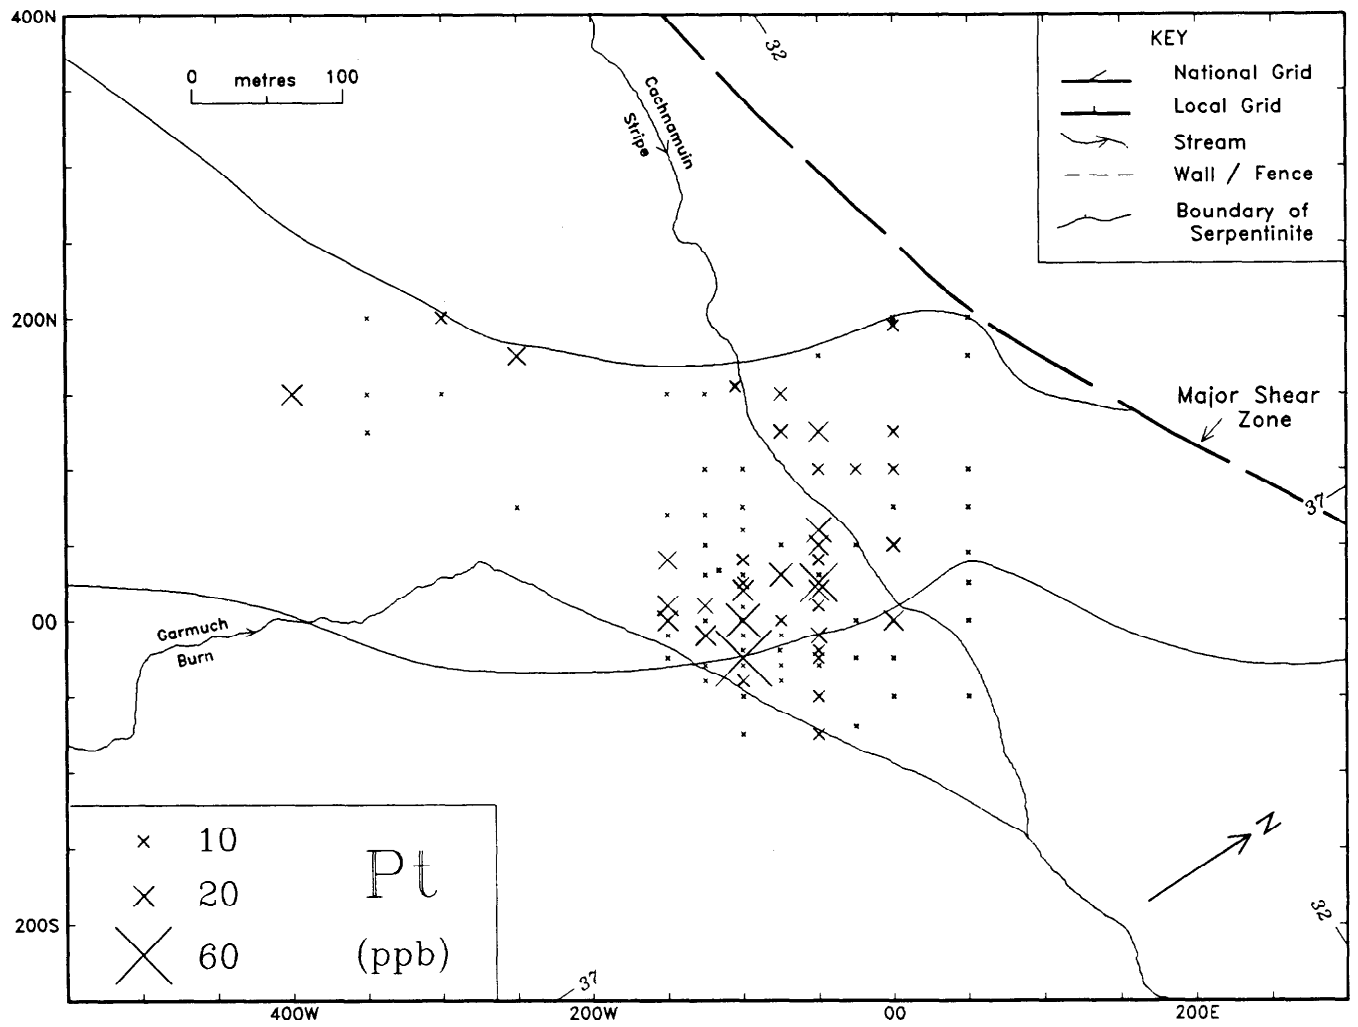 400N
200N
00
200S
400W
200W
00
200E
0 metres 100
Cachnamuin
Stripe
32
KEY
National Grid
Local Grid
Stream
Wall / Fence
Boundary of
Serpentinite
Major Shear
Zone
37
Garmuch
Burn
10
20
60
Pt
(ppb)
37
N
32